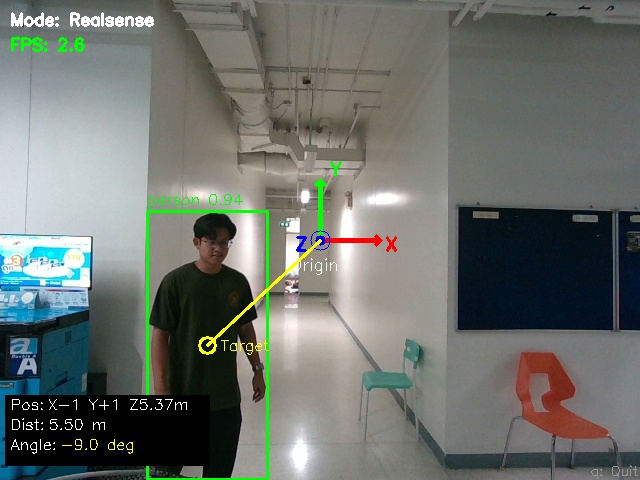 Mode: Realsense
FPS: 2.6
person 0.94
Y
Z
X
Origin
Target
a
A
Pos: X-1 Y+1 Z5.37m
Dist: 5.50 m
Angle: -9.0 deg
q: Quit